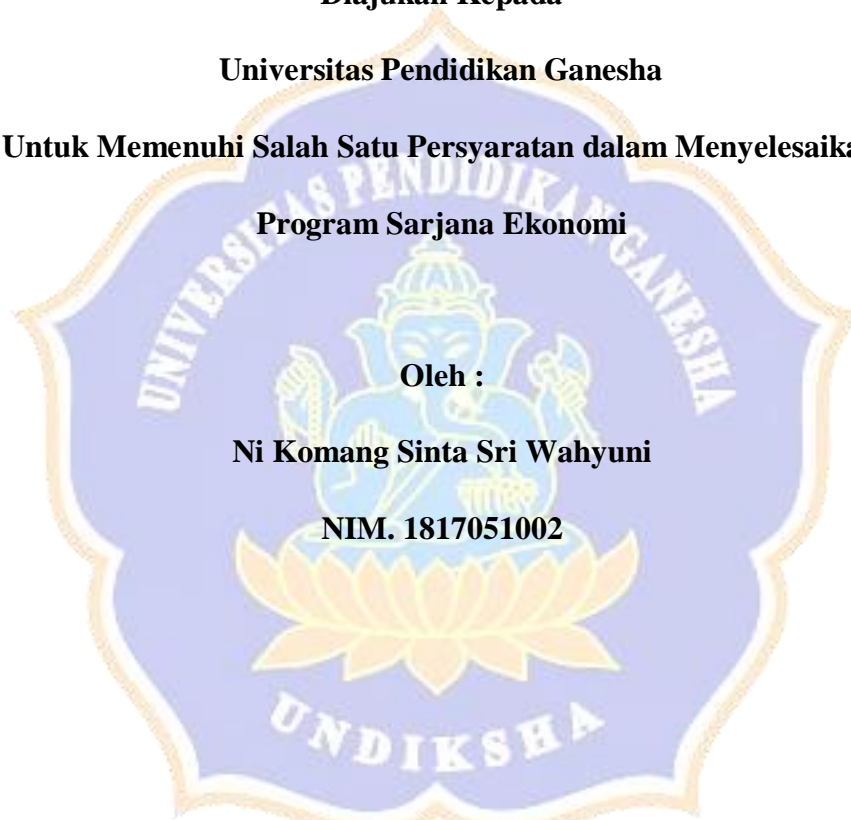 Diajukan Kepada
Universitas Pendidikan Ganesha
Untuk Memenuhi Salah Satu Persyaratan dalam Menyelesaika
Program Sarjana Ekonomi
UNIVERSITAS PENDIDIKAN GANESHA
Oleh :
Ni Komang Sinta Sri Wahyuni
NIM. 1817051002
UNDIKSHA